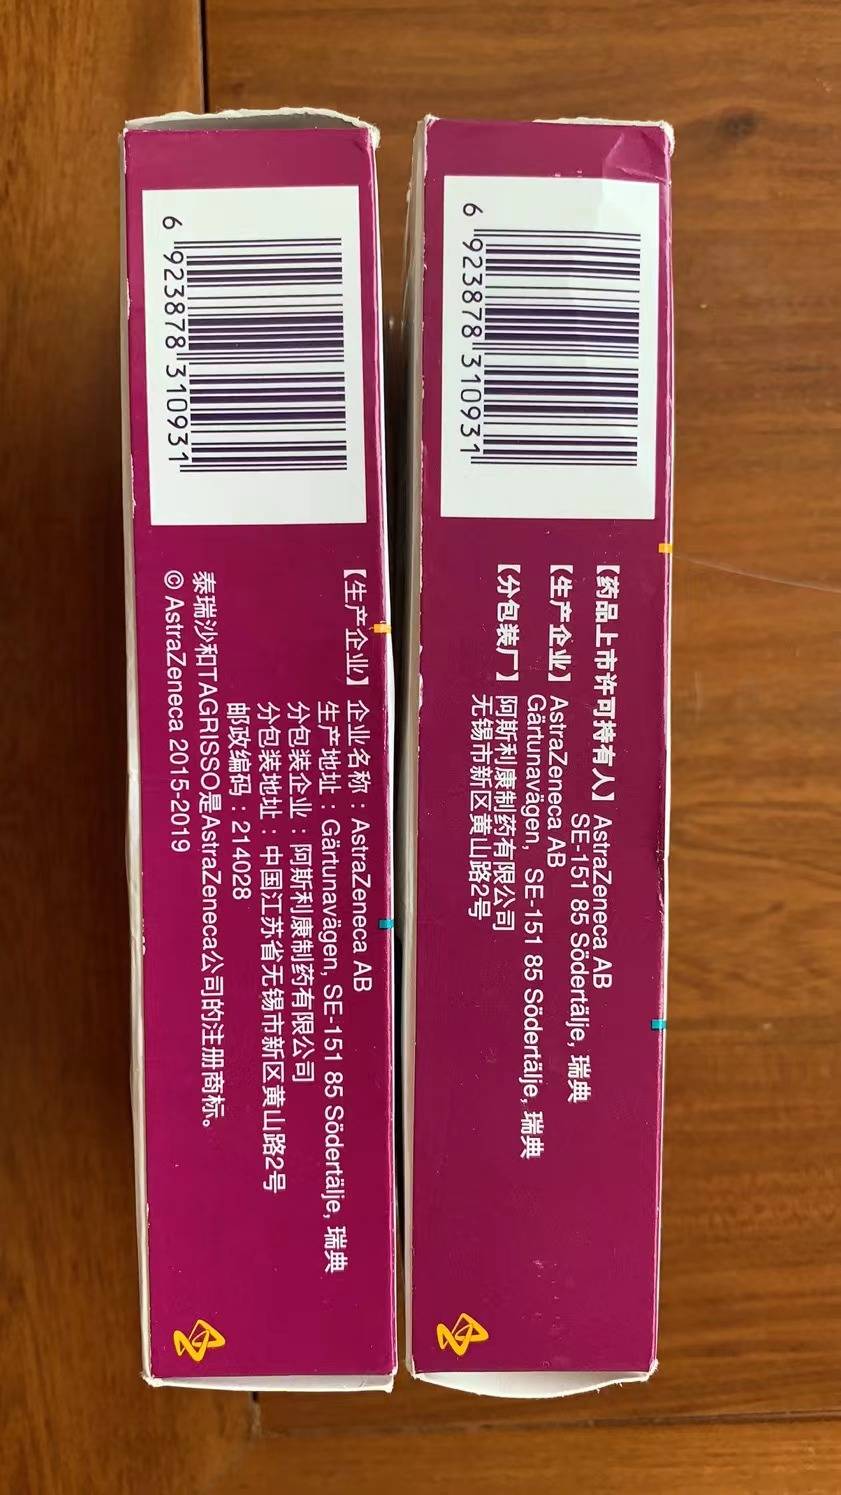 6 923878 310931
【生产企业】 企业名称：AstraZeneca AB
生产地址：Gärtunavägen, SE-151 85 Södertälje, 瑞典
分包装企业：阿斯利康制药有限公司
分包装地址：中国江苏省无锡市新区黄山路2号
邮政编码：214028
泰瑞沙和TAGRISSO是AstraZeneca公司的注册商标。
© AstraZeneca 2015-2019
6 923878 310931
【药品上市许可持有人】 AstraZeneca AB
SE-151 85 Södertälje, 瑞典
【生产企业】 AstraZeneca AB
Gärtunavägen, SE-151 85 Södertälje, 瑞典
【分包装厂】 阿斯利康制药有限公司
无锡市新区黄山路2号